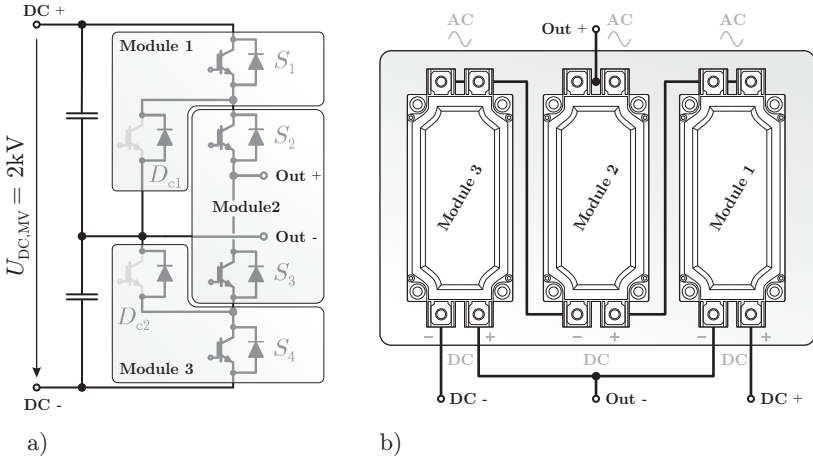 DC +
Module 1
S1
S2
Dc1
Out +
Module2
Out -
UDC,MV = 2kV
S3
Dc2
S4
Module 3
DC -
a)
AC
Out +
AC
AC
Module 3
Module 2
Module 1
− +
− +
− +
DC
DC
DC
DC -
Out -
DC +
b)